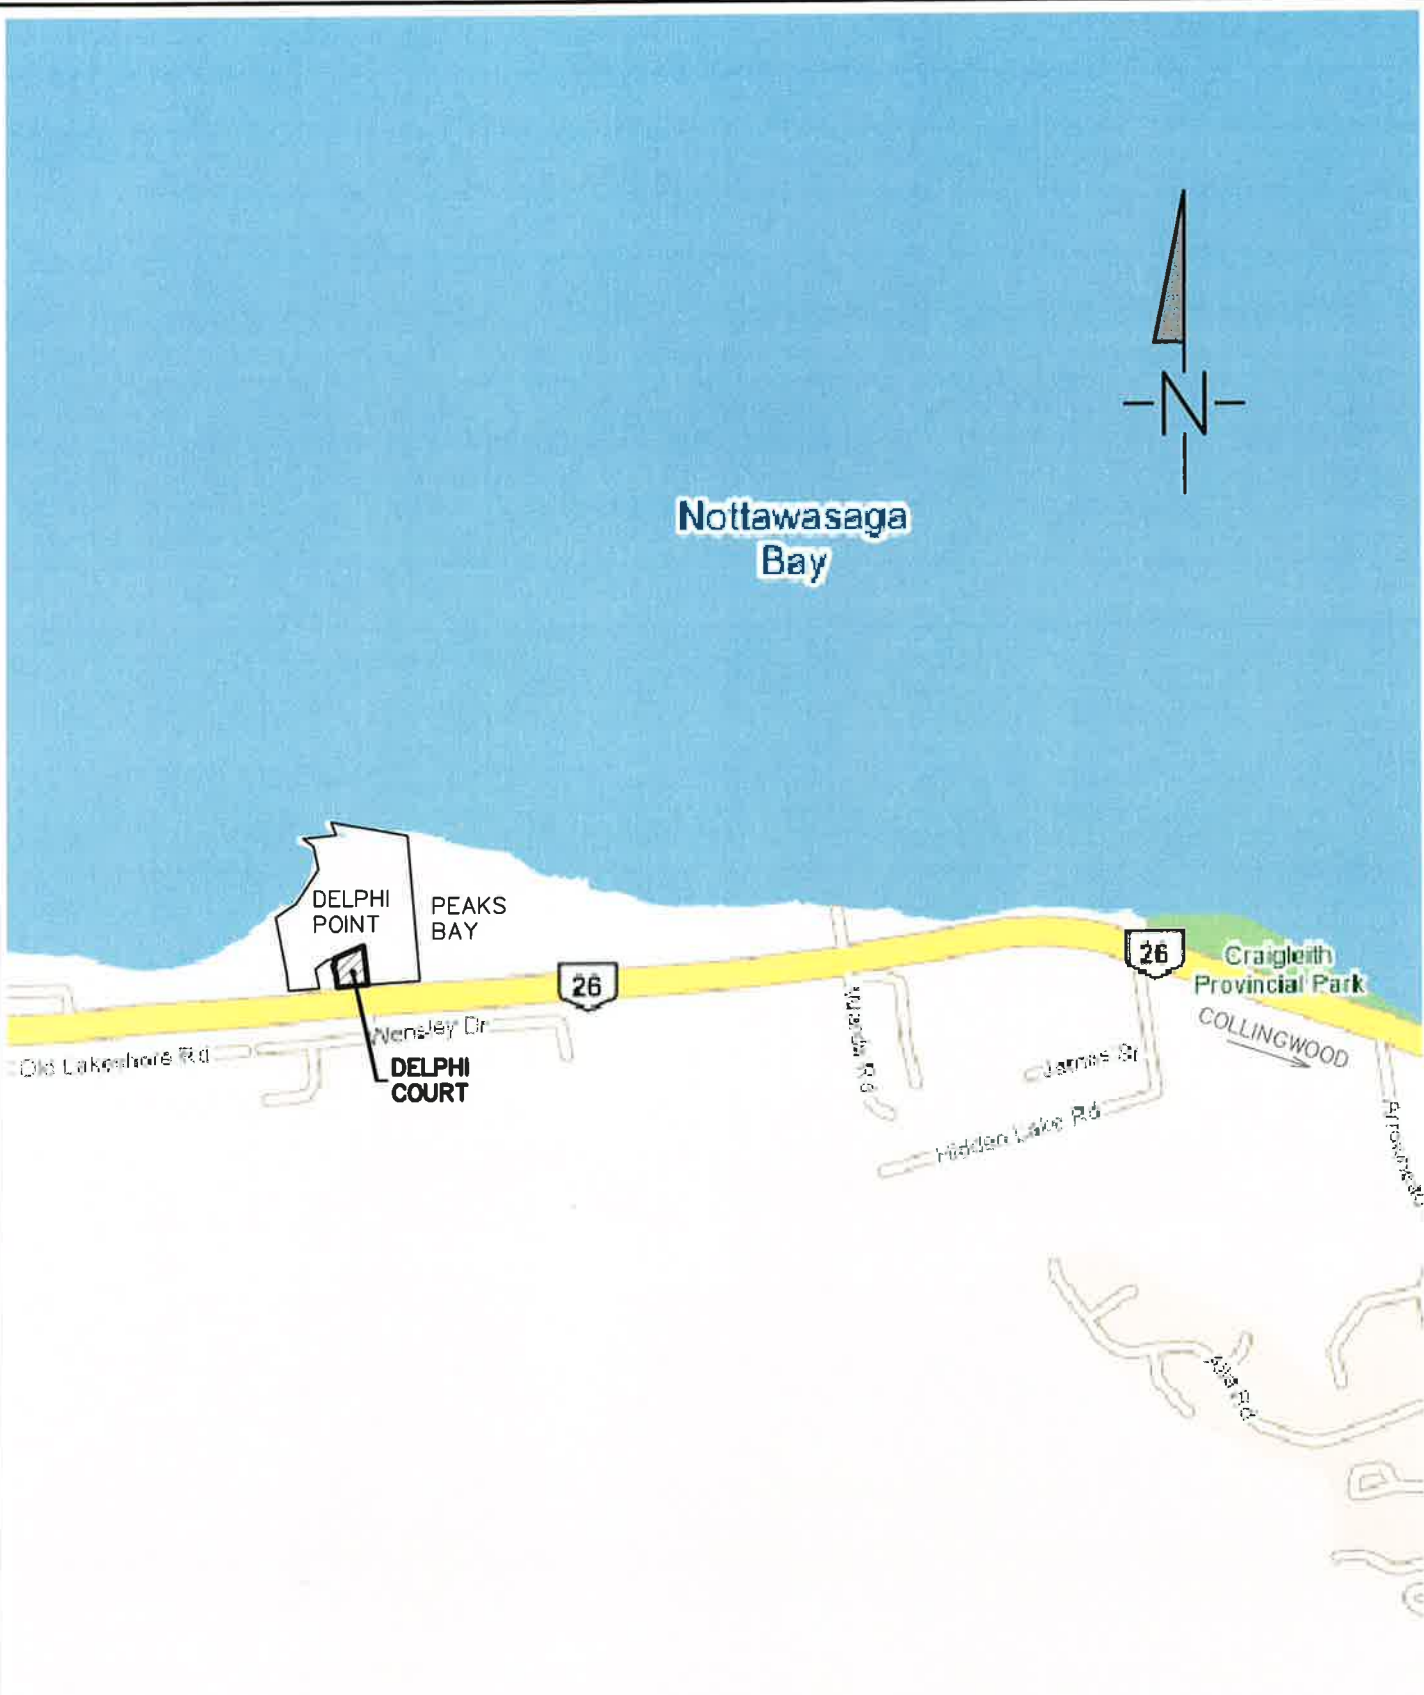 N
Nottawasaga
Bay
DELPHI
POINT
PEAKS
BAY
26
26
Craigleith
Provincial Park
COLLINGWOOD
Wensley Dr
Old Lakeshore Rd
DELPHI
COURT
James St
Hidden Lake Rd